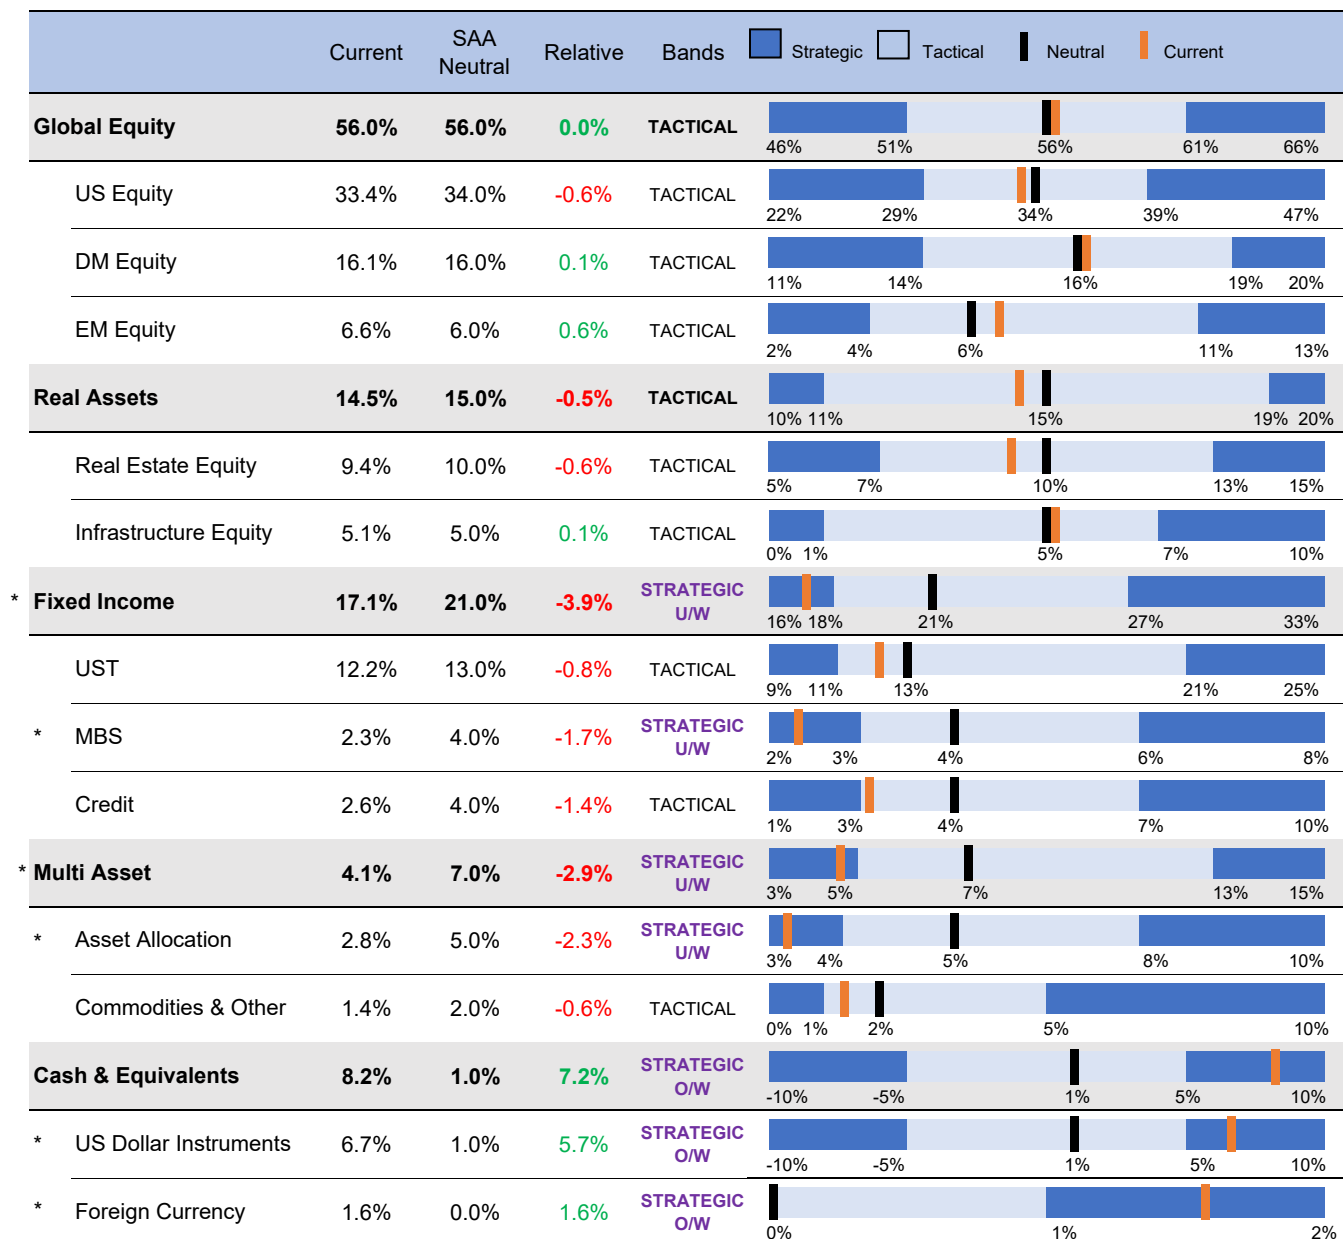 Current SAA Neutral Relative Bands Strategic Tactical Neutral Current
Global Equity 56.0% 56.0% 0.0% TACTICAL
46% 51% 56% 61% 66%
US Equity 33.4% 34.0% -0.6% TACTICAL
22% 29% 34% 39% 47%
DM Equity 16.1% 16.0% 0.1% TACTICAL
11% 14% 16% 19% 20%
EM Equity 6.6% 6.0% 0.6% TACTICAL
2% 4% 6% 11% 13%
Real Assets 14.5% 15.0% -0.5% TACTICAL
10% 11% 15% 19% 20%
Real Estate Equity 9.4% 10.0% -0.6% TACTICAL
5% 7% 10% 13% 15%
Infrastructure Equity 5.1% 5.0% 0.1% TACTICAL
0% 1% 5% 7% 10%
* Fixed Income 17.1% 21.0% -3.9% STRATEGIC U/W
16% 18% 21% 27% 33%
UST 12.2% 13.0% -0.8% TACTICAL
9% 11% 13% 21% 25%
* MBS 2.3% 4.0% -1.7% STRATEGIC U/W
2% 3% 4% 6% 8%
Credit 2.6% 4.0% -1.4% TACTICAL
1% 3% 4% 7% 10%
* Multi Asset 4.1% 7.0% -2.9% STRATEGIC U/W
3% 5% 7% 13% 15%
* Asset Allocation 2.8% 5.0% -2.3% STRATEGIC U/W
3% 4% 5% 8% 10%
Commodities & Other 1.4% 2.0% -0.6% TACTICAL
0% 1% 2% 5% 10%
Cash & Equivalents 8.2% 1.0% 7.2% STRATEGIC O/W
-10% -5% 1% 5% 10%
* US Dollar Instruments 6.7% 1.0% 5.7% STRATEGIC O/W
-10% -5% 1% 5% 10%
* Foreign Currency 1.6% 0.0% 1.6% STRATEGIC O/W
0% 1% 2%